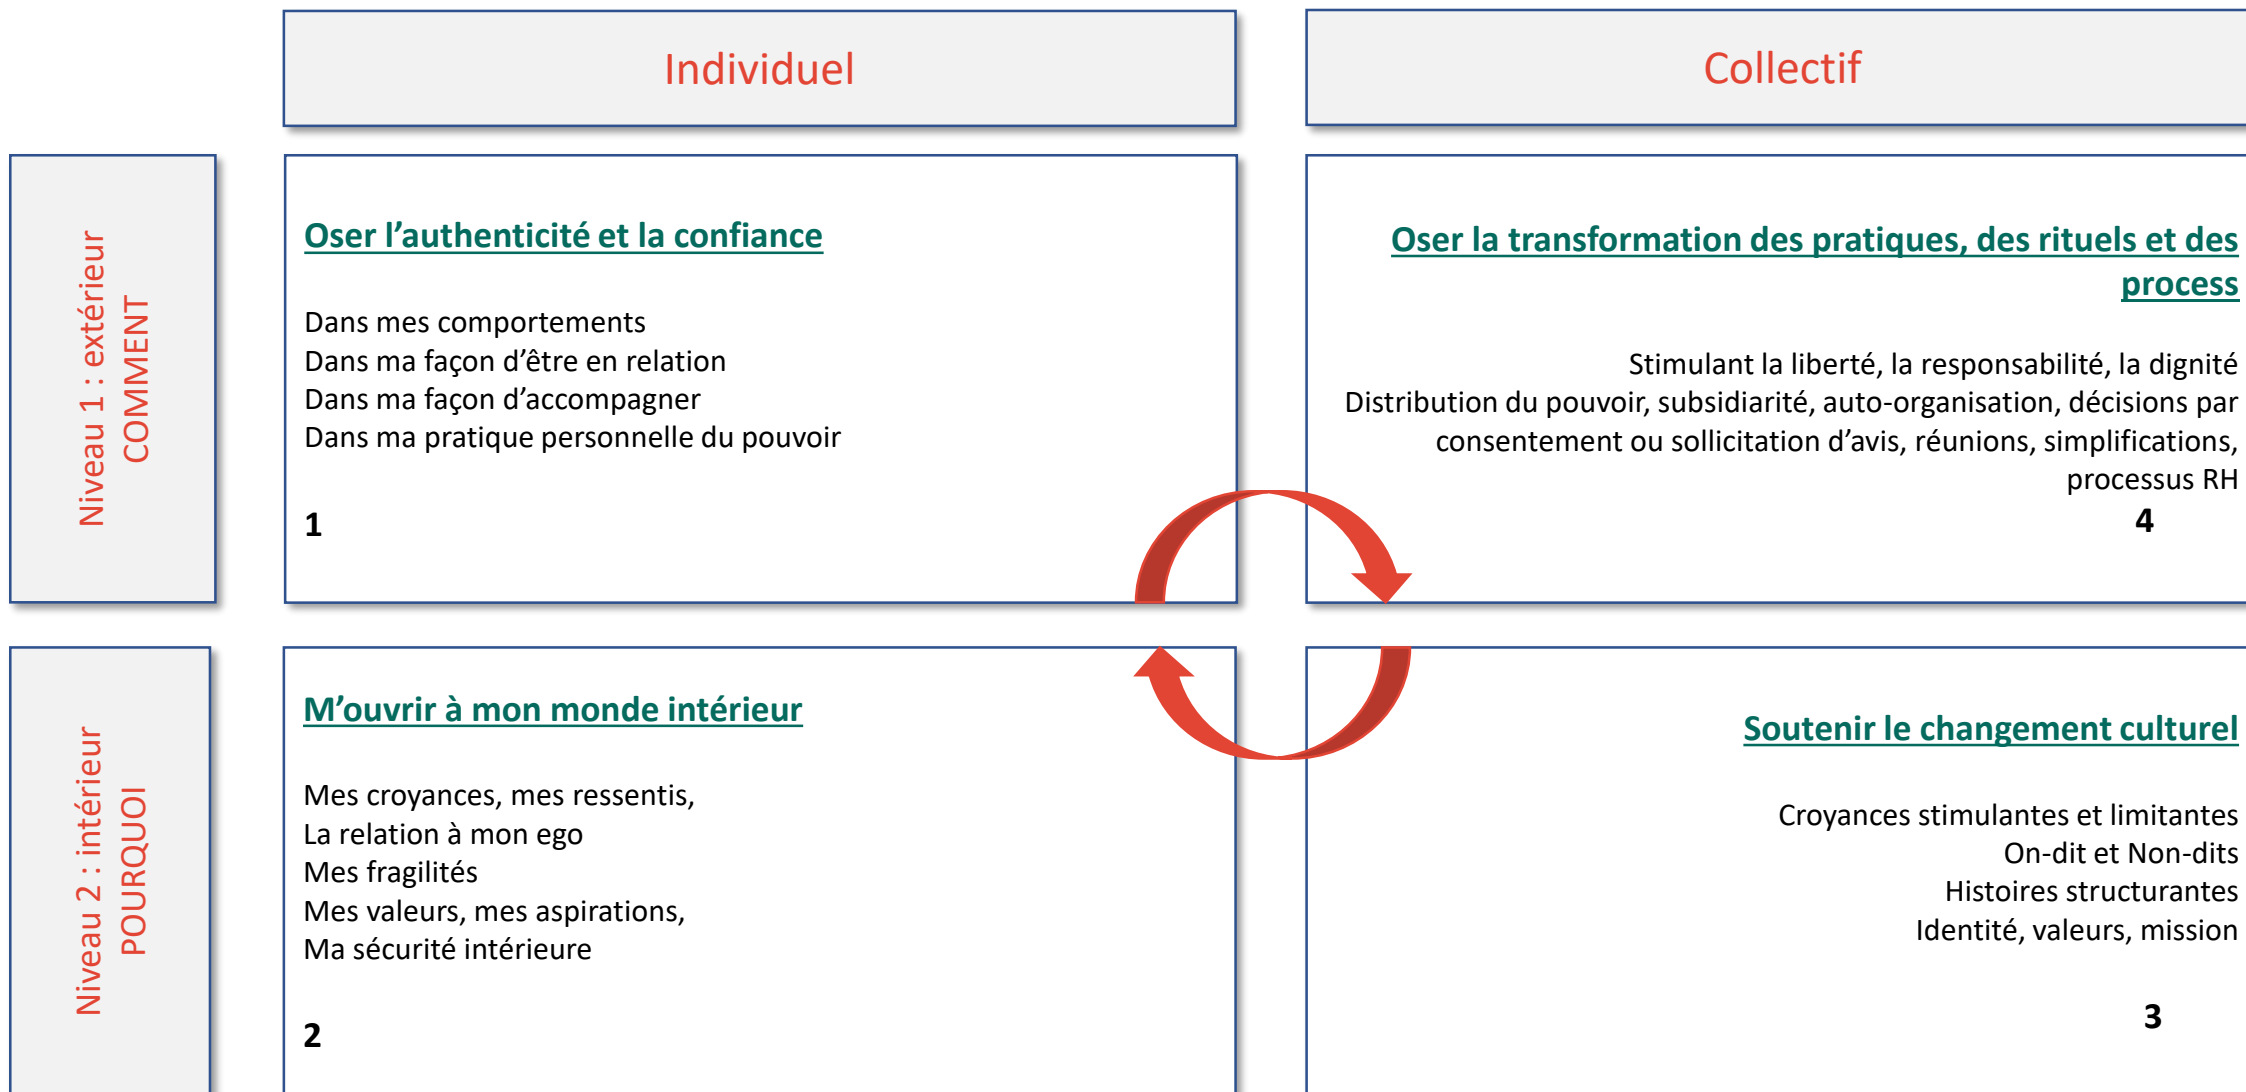 Individuel
Collectif
Niveau 1 : extérieur
COMMENT
Oser l’authenticité et la confiance
Dans mes comportements
Dans ma façon d’être en relation
Dans ma façon d’accompagner
Dans ma pratique personnelle du pouvoir
1
Oser la transformation des pratiques, des rituels et des
process
Stimulant la liberté, la responsabilité, la dignité
Distribution du pouvoir, subsidiarité, auto-organisation, décisions par
consentement ou sollicitation d’avis, réunions, simplifications,
processus RH
4
Niveau 2 : intérieur
POURQUOI
M’ouvrir à mon monde intérieur
Mes croyances, mes ressentis,
La relation à mon ego
Mes fragilités
Mes valeurs, mes aspirations,
Ma sécurité intérieure
2
Soutenir le changement culturel
Croyances stimulantes et limitantes
On-dit et Non-dits
Histoires structurantes
Identité, valeurs, mission
3